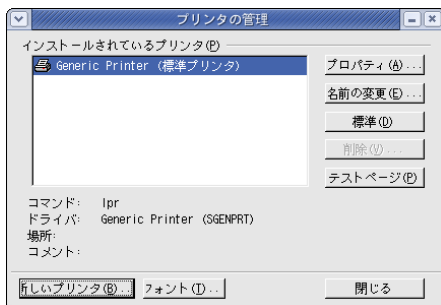 プリンタの管理
インストールされているプリンタ(P)
Generic Printer (標準プリンタ)
プロパティ(A)...
名前の変更(E)...
標準(D)
削除(V)...
テストページ(P)
コマンド: lpr
ドライバ: Generic Printer (SGENPRT)
場所:
コメント:
新しいプリンタ(B)...
フォント(I)...
閉じる